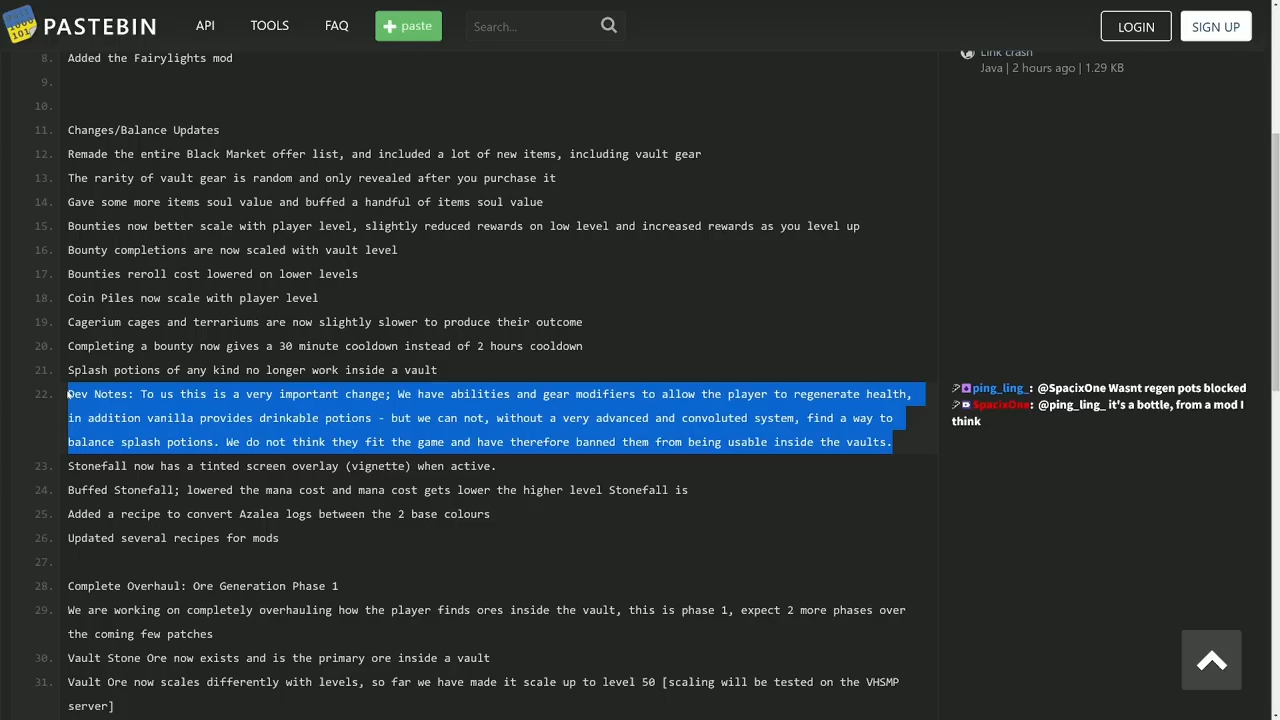 PASTEBIN
API
TOOLS
FAQ
paste
Search...
LOGIN
SIGN UP
8. Added the Fairylights mod
9.
10.
11. Changes/Balance Updates
12. Remade the entire Black Market offer list, and included a lot of new items, including vault gear
13. The rarity of vault gear is random and only revealed after you purchase it
14. Gave some more items soul value and buffed a handful of items soul value
15. Bounties now better scale with player level, slightly reduced rewards on low level and increased rewards as you level up
16. Bounty completions are now scaled with vault level
17. Bounties reroll cost lowered on lower levels
18. Coin Piles now scale with player level
19. Cagerium cages and terrariums are now slightly slower to produce their outcome
20. Completing a bounty now gives a 30 minute cooldown instead of 2 hours cooldown
21. Splash potions of any kind no longer work inside a vault
22. Dev Notes: To us this is a very important change; We have abilities and gear modifiers to allow the player to regenerate health,
in addition vanilla provides drinkable potions - but we can not, without a very advanced and convoluted system, find a way to
balance splash potions. We do not think they fit the game and have therefore banned them from being usable inside the vaults.
23. Stonefall now has a tinted screen overlay (vignette) when active.
24. Buffed Stonefall; lowered the mana cost and mana cost gets lower the higher level Stonefall is
25. Added a recipe to convert Azalea logs between the 2 base colours
26. Updated several recipes for mods
27.
28. Complete Overhaul: Ore Generation Phase 1
29. We are working on completely overhauling how the player finds ores inside the vault, this is phase 1, expect 2 more phases over
the coming few patches
30. Vault Stone Ore now exists and is the primary ore inside a vault
31. Vault Ore now scales differently with levels, so far we have made it scale up to level 50 [scaling will be tested on the VHSMP
server]
Link crash
Java | 2 hours ago | 1.29 KB
ping_ling_: @SpacixOne Wasnt regen pots blocked
SpacixOne: @ping_ling_ it's a bottle, from a mod I
think